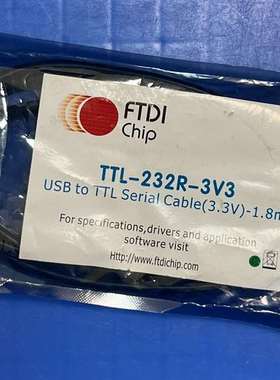 FTDI
Chip
TTL-232R-3V3
USB to TTL Serial Cable(3.3V)-1.8m
For specifications,drivers and application
software visit
www.ftdichip.com